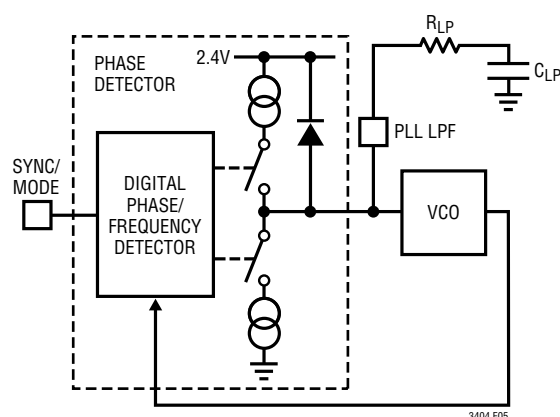 PHASE
DETECTOR
2.4V
RLP
CLP
PLL LPF
SYNC/
MODE
DIGITAL
PHASE/
FREQUENCY
DETECTOR
VCO
3404 F05